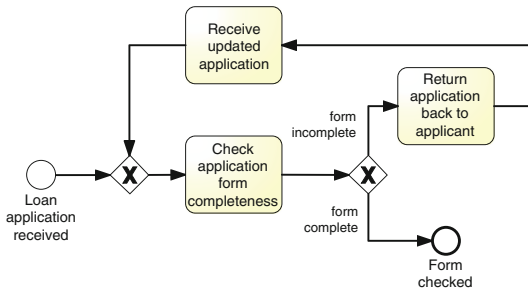 Receive
updated
application
Return
application
back to
applicant
form
incomplete
X
Check
application
form
completeness
X
Loan
application
received
form
complete
Form
checked